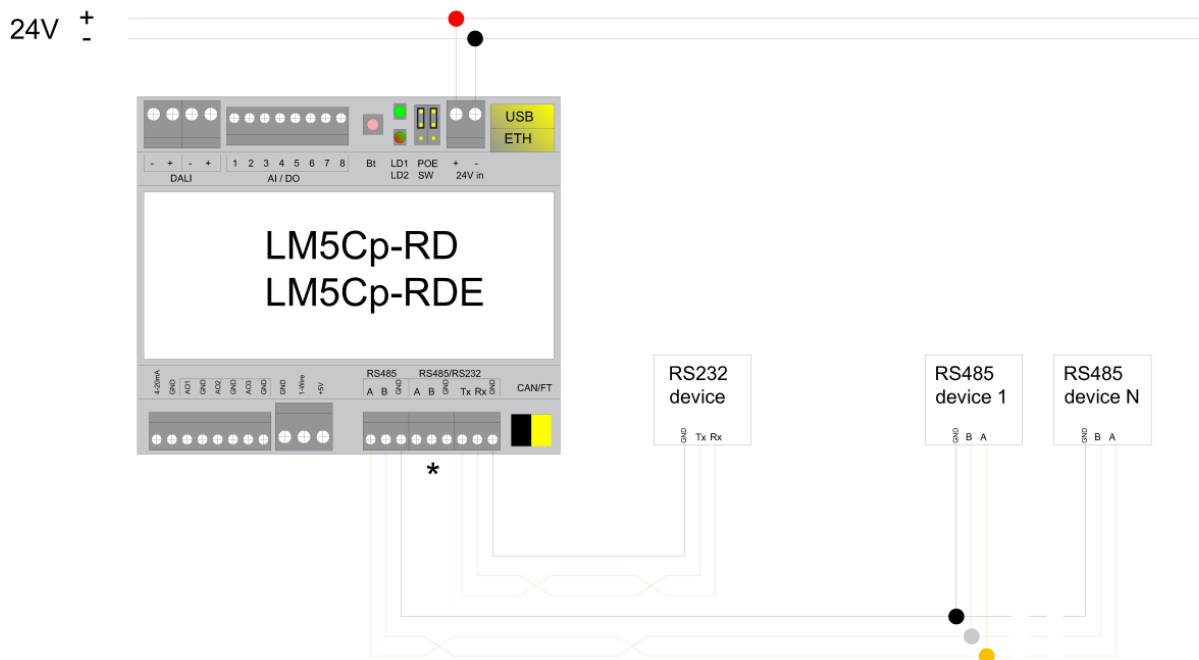 24V + -
USB
ETH
- + - +
1 2 3 4 5 6 7 8
Bt
LD1
LD2
POE
SW
+ -
24V in
DALI
AI / DO
LM5Cp-RD
LM5Cp-RDE
4-20mA GND AO1 GND AO2 GND AO3 GND
GND 1-Wire +5V
RS485
RS485/RS232
A B GND A B GND Tx Rx GND
CAN/FT
*
RS232
device
GND Tx Rx
RS485
device 1
GND B A
RS485
device N
GND B A